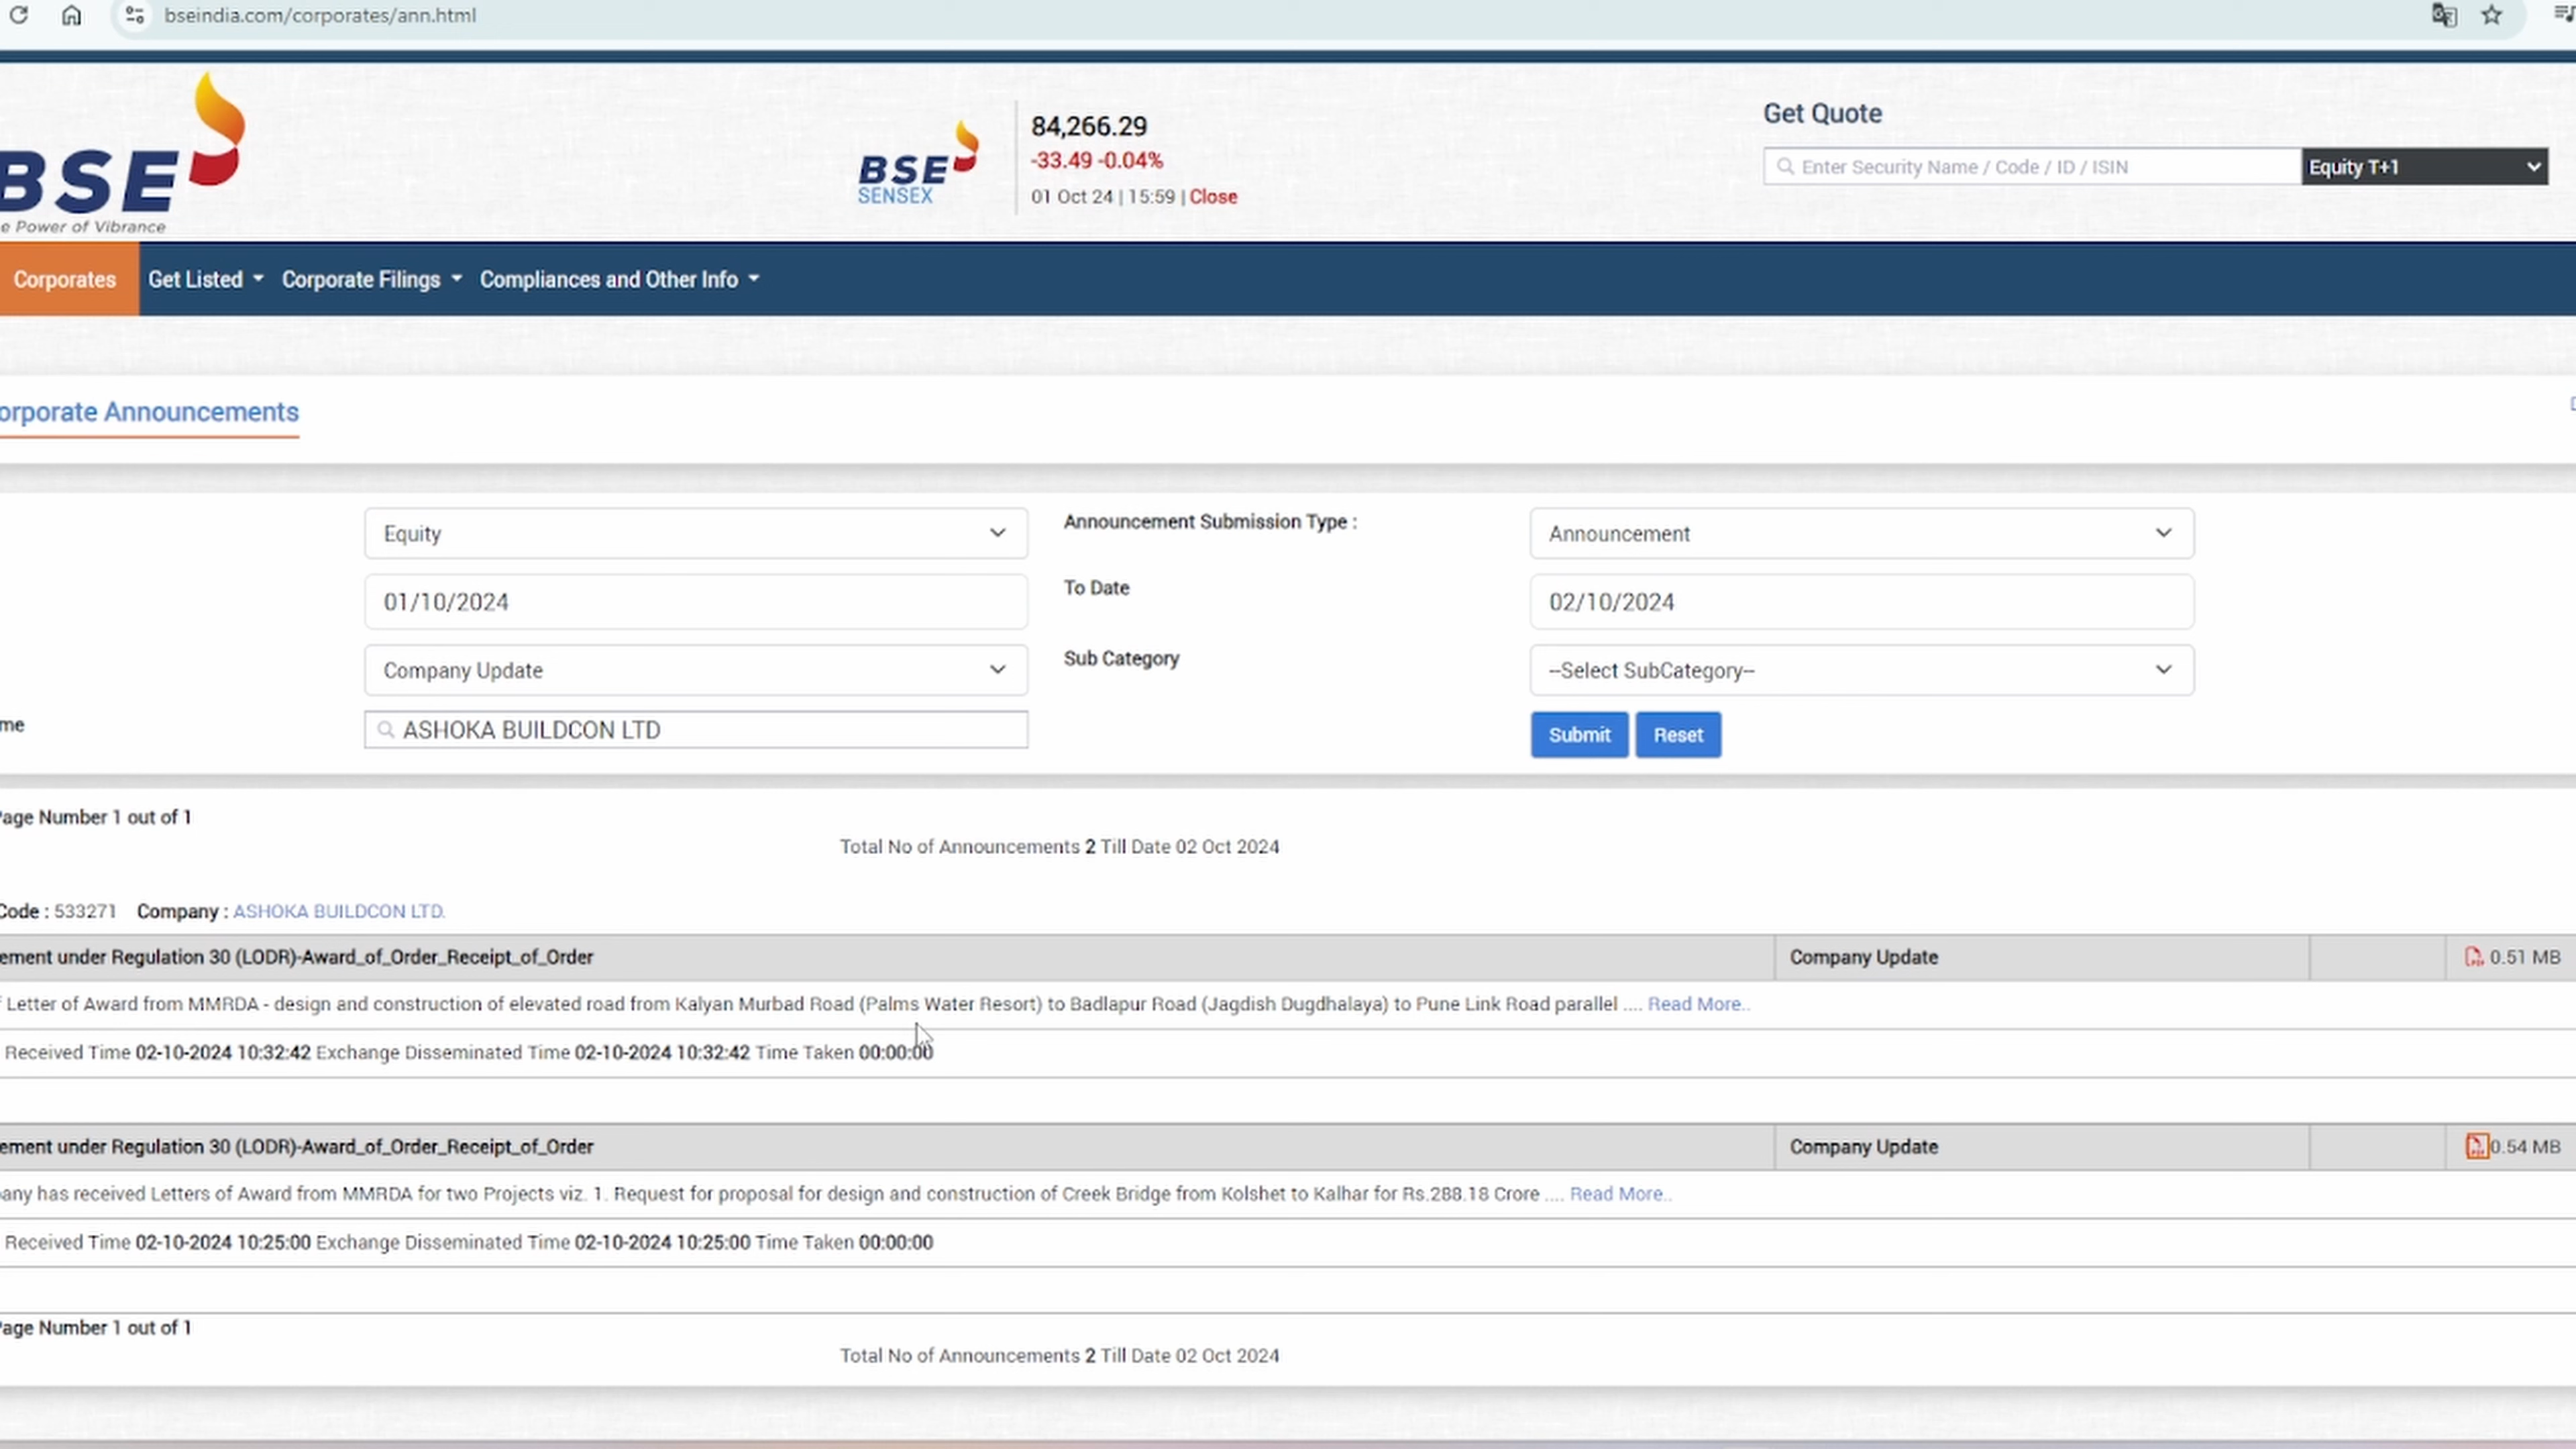 bseindia.com/corporates/ann.html
BSE
e Power of Vibrance
BSE
SENSEX
84,266.29
-33.49 -0.04%
01 Oct 24 | 15:59 | Close
Get Quote
Enter Security Name / Code / ID / ISIN
Equity T+1
Corporates Get Listed Corporate Filings Compliances and Other Info
orporate Announcements
Equity
Announcement Submission Type :
Announcement
01/10/2024
To Date
02/10/2024
Company Update
Sub Category
--Select SubCategory--
me
ASHOKA BUILDCON LTD
Submit
Reset
Page Number 1 out of 1
Total No of Announcements 2 Till Date 02 Oct 2024
Code : 533271 Company : ASHOKA BUILDCON LTD.
ement under Regulation 30 (LODR)-Award_of_Order_Receipt_of_Order Company Update 0.51 MB
f Letter of Award from MMRDA - design and construction of elevated road from Kalyan Murbad Road (Palms Water Resort) to Badlapur Road (Jagdish Dugdhalaya) to Pune Link Road parallel .... Read More..
Received Time 02-10-2024 10:32:42 Exchange Disseminated Time 02-10-2024 10:32:42 Time Taken 00:00:00
ement under Regulation 30 (LODR)-Award_of_Order_Receipt_of_Order Company Update 0.54 MB
pany has received Letters of Award from MMRDA for two Projects viz. 1. Request for proposal for design and construction of Creek Bridge from Kolshet to Kalhar for Rs.288.18 Crore .... Read More..
Received Time 02-10-2024 10:25:00 Exchange Disseminated Time 02-10-2024 10:25:00 Time Taken 00:00:00
Page Number 1 out of 1
Total No of Announcements 2 Till Date 02 Oct 2024